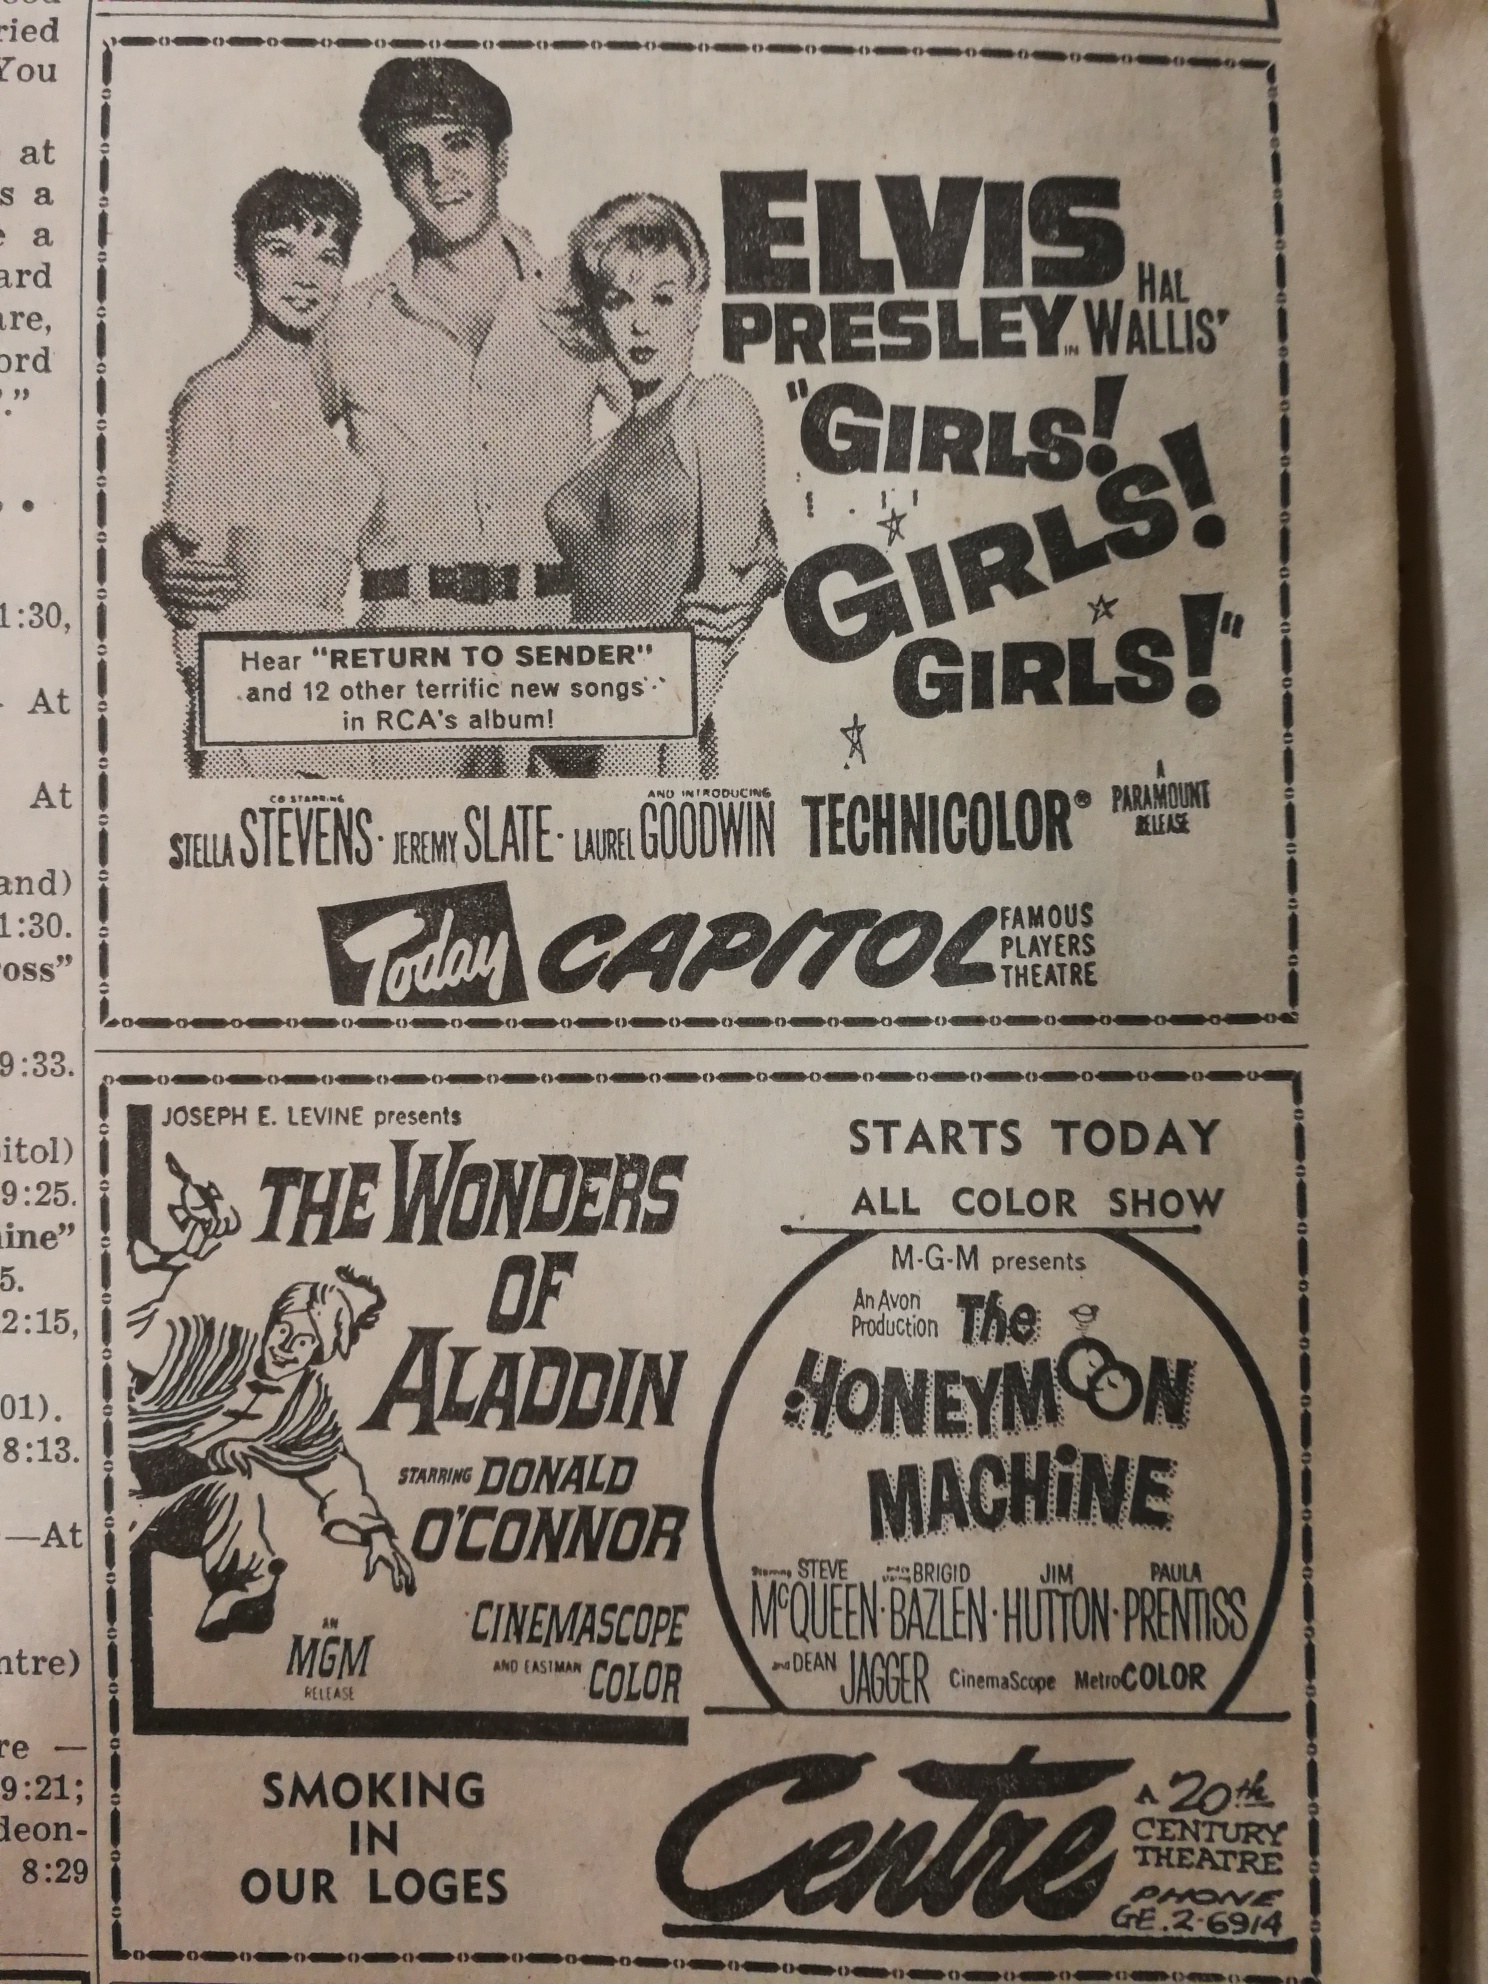 ried
You
at
s a
e a
ard
are,
ord
."
1:30,
- At
At
and)
1:30.
oss"
9:33.
itol)
9:25.
ine"
5.
2:15,
01).
8:13.
—At
ntre)
re —
9:21;
deon-
8:29
ELVIS
PRESLEY IN HAL WALLIS'
"GIRLS!
GIRLS!
GIRLS!"
Hear "RETURN TO SENDER"
and 12 other terrific new songs
in RCA's album!
CO STARRING
STELLA STEVENS · JEREMY SLATE · AND INTRODUCING LAUREL GOODWIN TECHNICOLOR® A PARAMOUNT RELEASE
Today CAPITOL FAMOUS PLAYERS THEATRE
JOSEPH E. LEVINE presents
THE WONDERS
OF
ALADDIN
STARRING DONALD
O'CONNOR
AN
MGM
RELEASE
CINEMASCOPE
AND EASTMAN COLOR
STARTS TODAY
ALL COLOR SHOW
M-G-M presents
An Avon
Production
The
HONEYMOON
MACHINE
Starring STEVE McQUEEN · BRIGID BAZLEN · JIM HUTTON · PAULA PRENTISS
and DEAN JAGGER CinemaScope MetroCOLOR
SMOKING
IN
OUR LOGES
Centre
A 20th
CENTURY
THEATRE
PHONE
GE. 2-6914